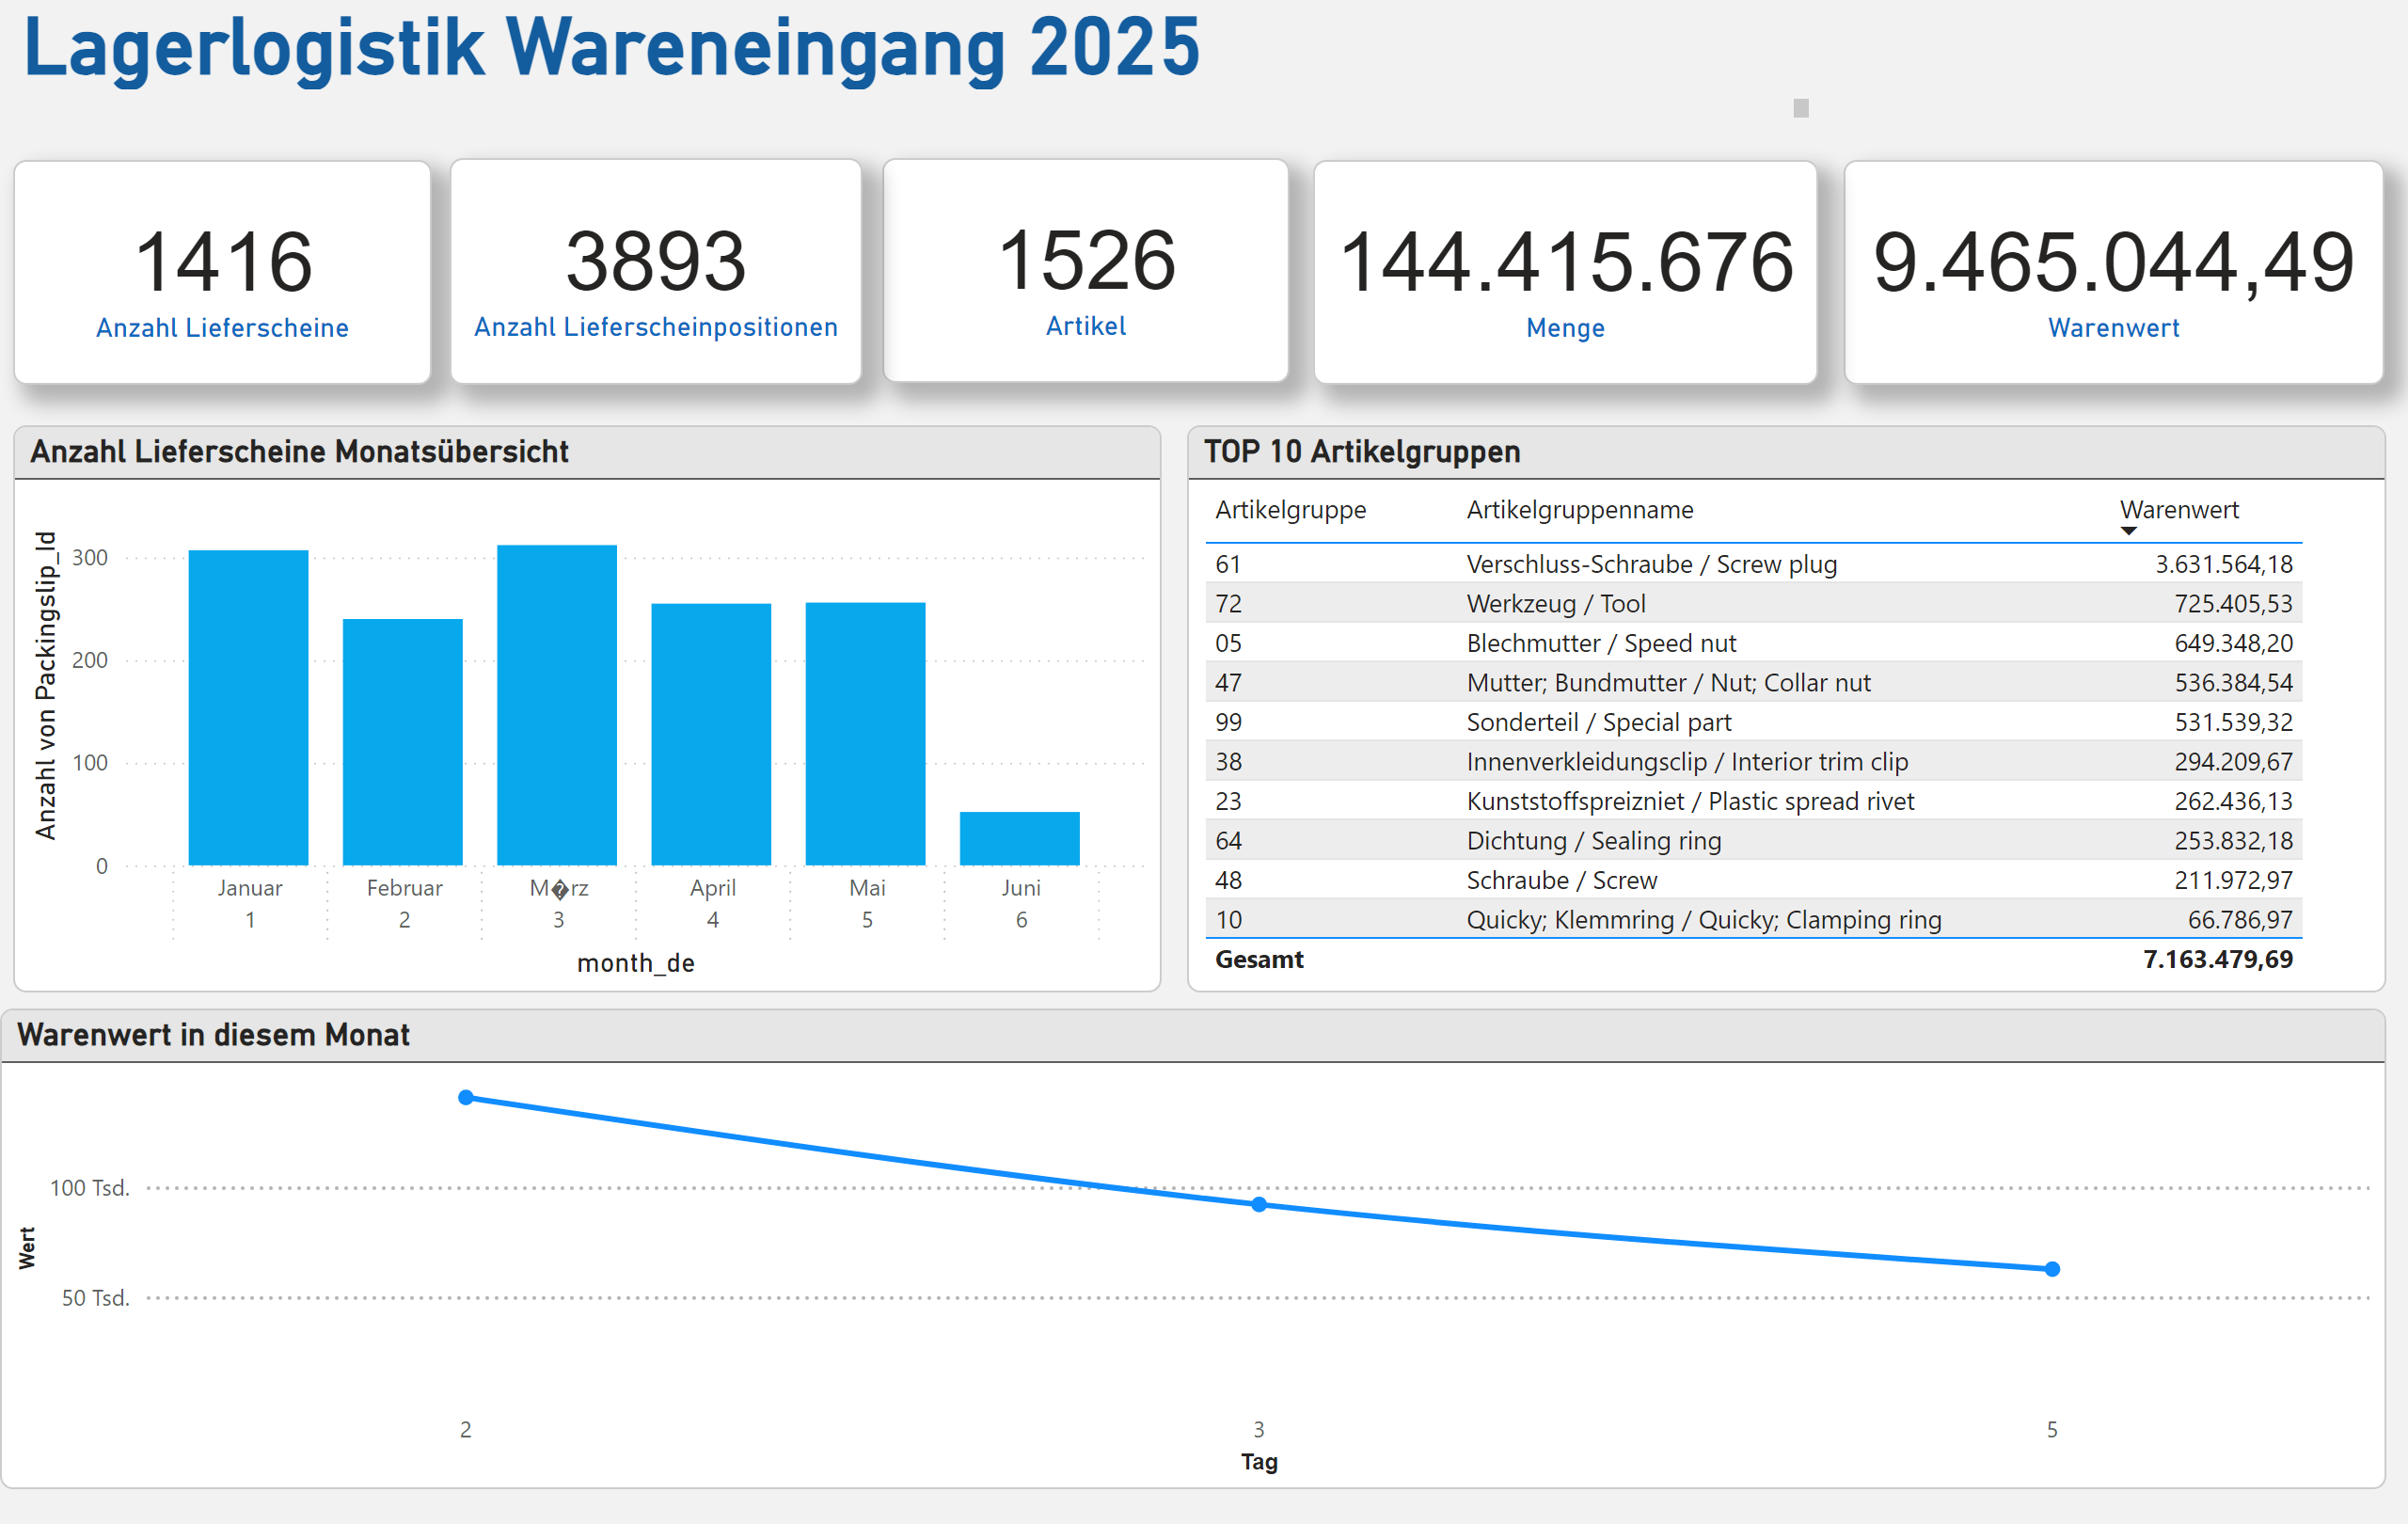 Lagerlogistik Wareneingang 2025
1416
Anzahl Lieferscheine
3893
Anzahl Lieferscheinpositionen
1526
Artikel
144.415.676
Menge
9.465.044,49
Warenwert
Anzahl Lieferscheine Monatsübersicht
Anzahl von Packingslip_Id
300
200
100
0
Januar Februar M�rz April Mai Juni
1 2 3 4 5 6
month_de
TOP 10 Artikelgruppen
Artikelgruppe Artikelgruppenname Warenwert
61 Verschluss-Schraube / Screw plug 3.631.564,18
72 Werkzeug / Tool 725.405,53
05 Blechmutter / Speed nut 649.348,20
47 Mutter; Bundmutter / Nut; Collar nut 536.384,54
99 Sonderteil / Special part 531.539,32
38 Innenverkleidungsclip / Interior trim clip 294.209,67
23 Kunststoffspreizniet / Plastic spread rivet 262.436,13
64 Dichtung / Sealing ring 253.832,18
48 Schraube / Screw 211.972,97
10 Quicky; Klemmring / Quicky; Clamping ring 66.786,97
Gesamt 7.163.479,69
Warenwert in diesem Monat
Wert
100 Tsd.
50 Tsd.
2 3 5
Tag